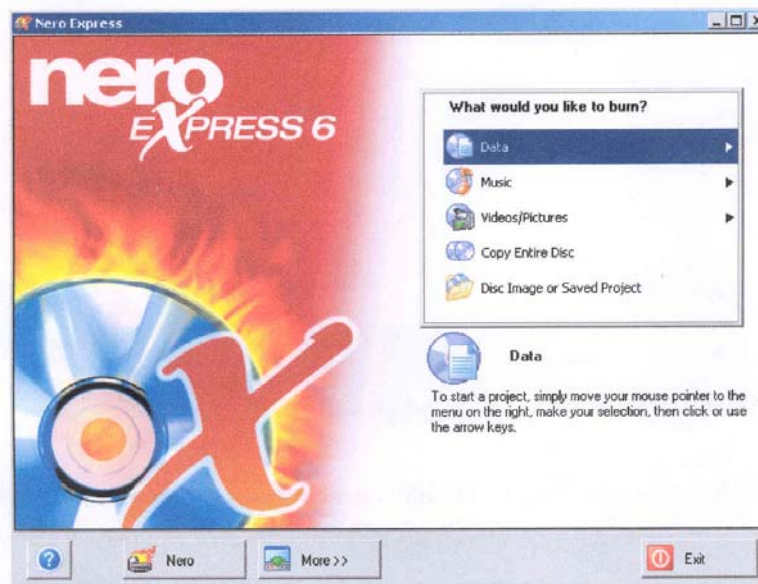 Nero Express
nero
EXPRESS 6
What would you like to burn?
Data
Music
Videos/Pictures
Copy Entire Disc
Disc Image or Saved Project
Data
To start a project, simply move your mouse pointer to the
menu on the right, make your selection, then click or use
the arrow keys.
?
Nero
More >>
Exit